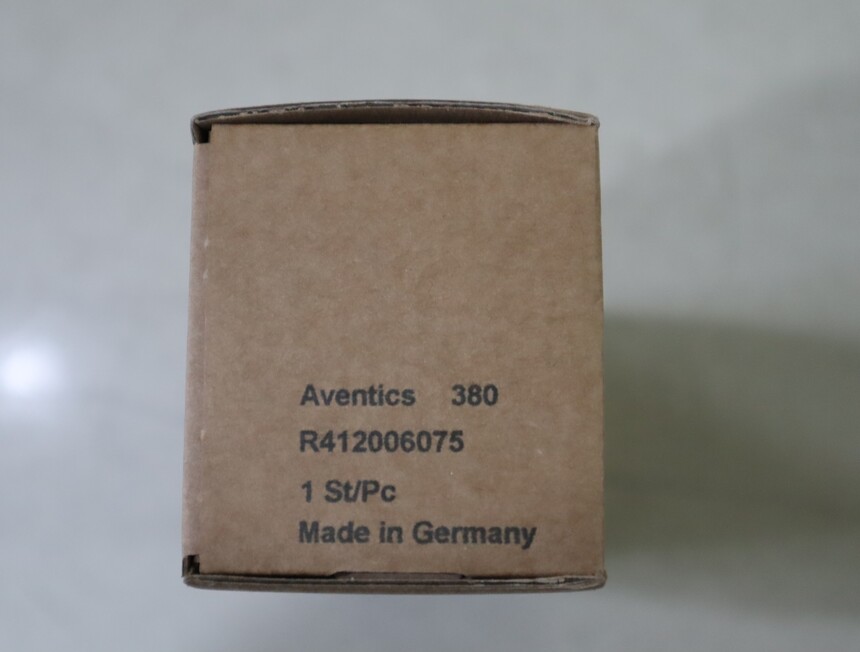 Aventics 380
R412006075
1 St/Pc
Made in Germany